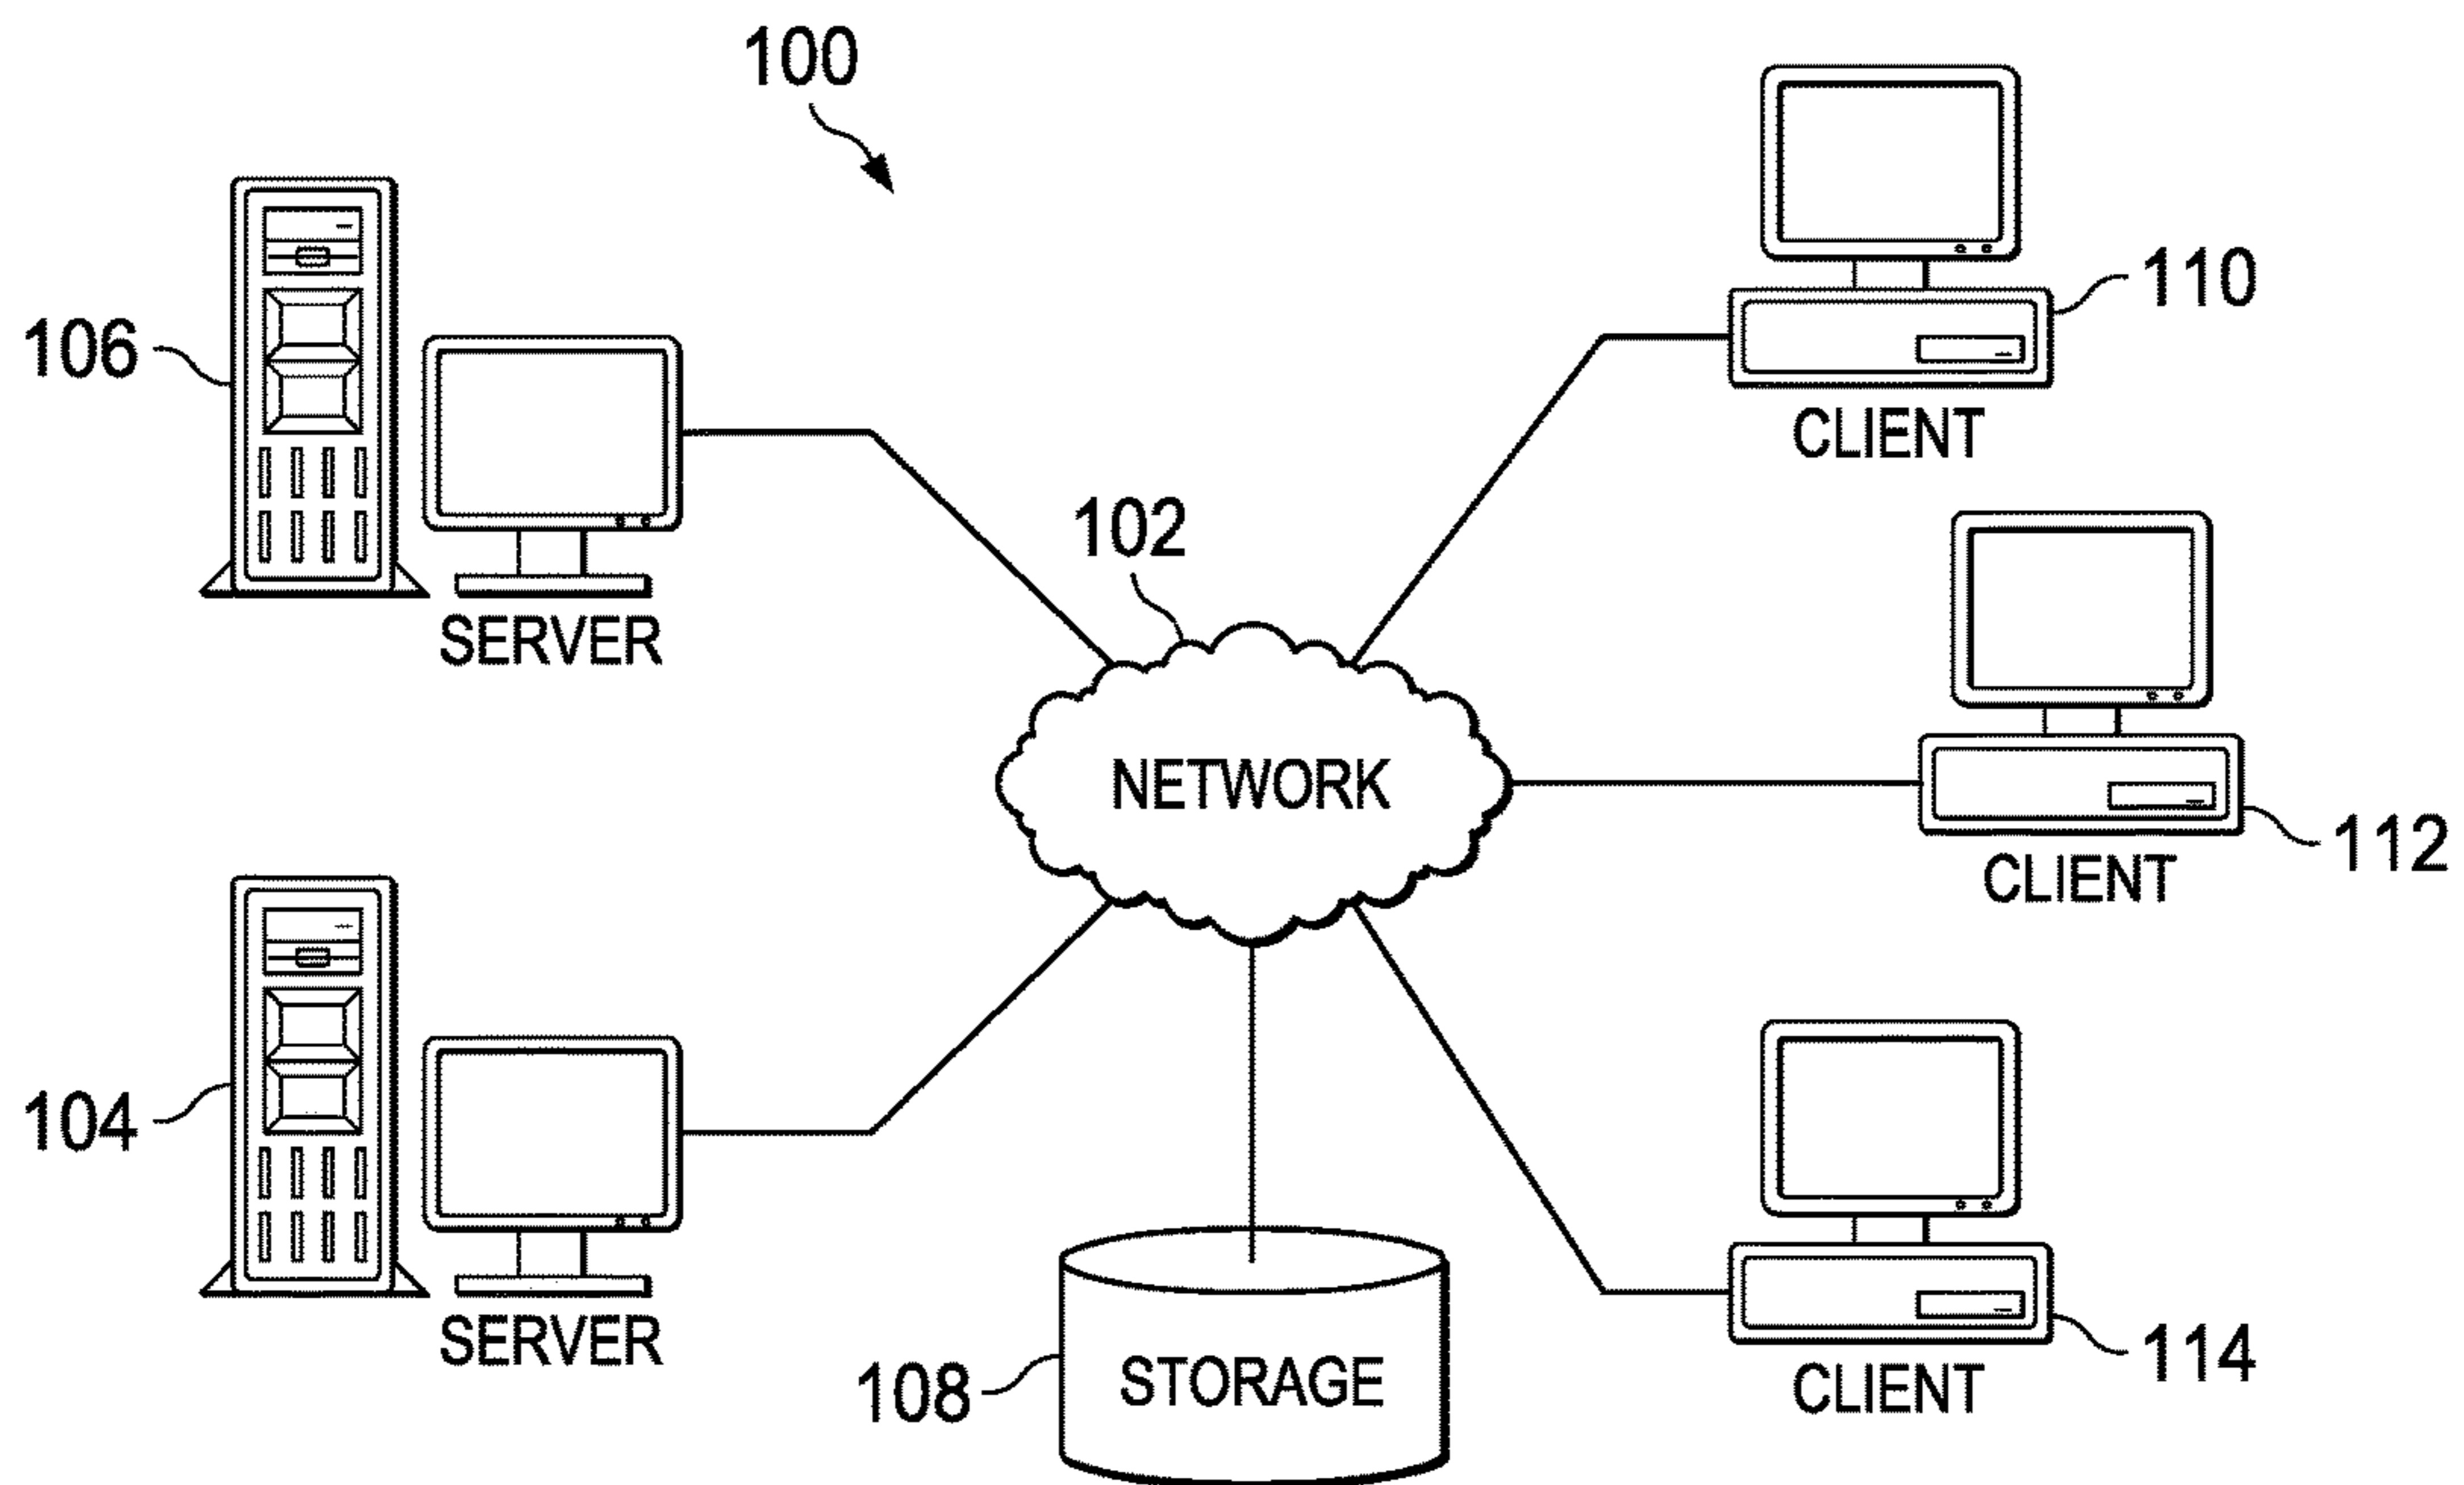 100
110
106
CLIENT
102
SERVER
NETWORK
112
CLIENT
104
SERVER
108
STORAGE
114
CLIENT